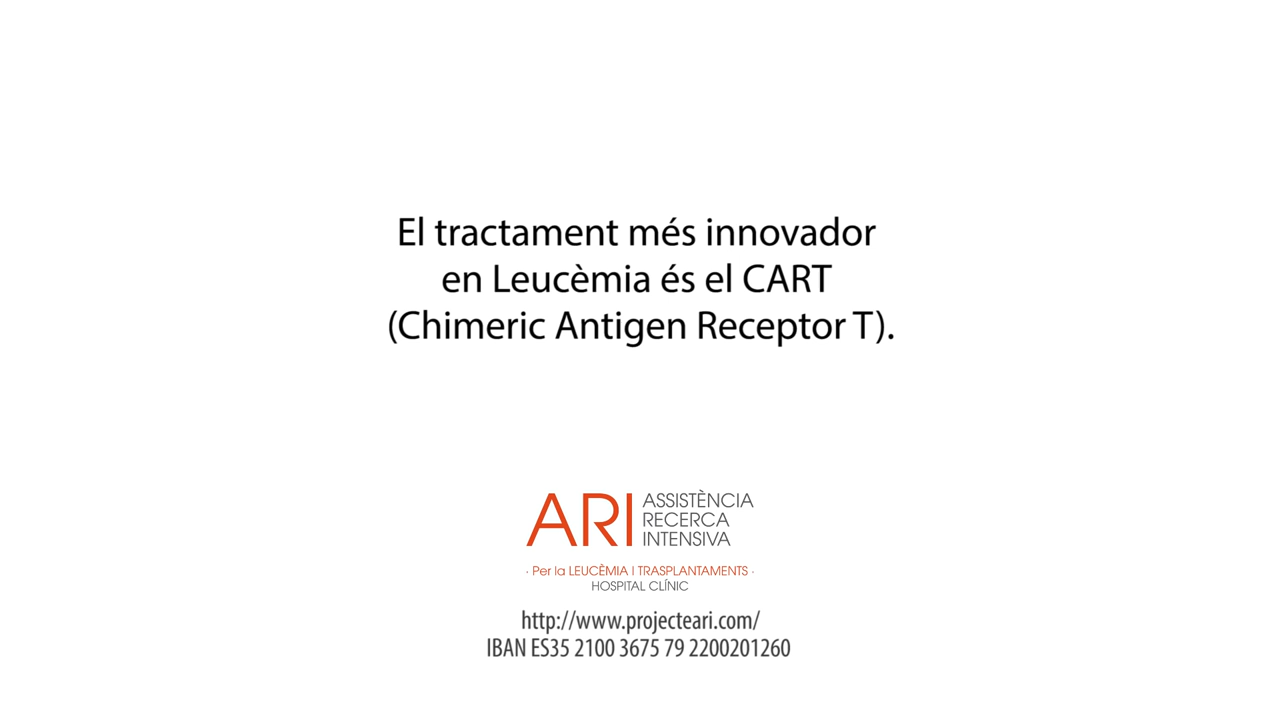 El tractament més innovador
en Leucèmia és el CART
(Chimeric Antigen Receptor T).
ARI ASSISTÈNCIA
RECERCA
INTENSIVA
· Per la LEUCÈMIA I TRASPLANTAMENTS ·
HOSPITAL CLÍNIC
http://www.projecteari.com/
IBAN ES35 2100 3675 79 2200201260